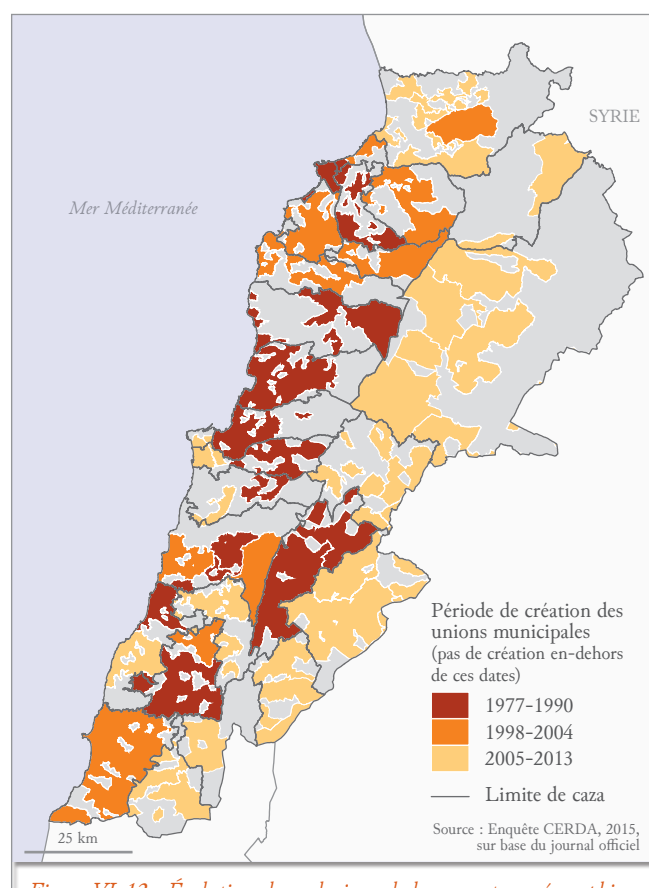 SYRIE
Mer Méditerranée
Période de création des
unions municipales
(pas de création en-dehors
de ces dates)
1977-1990
1998-2004
2005-2013
Limite de caza
Source : Enquête CERDA, 2015,
sur base du journal officiel
25 km